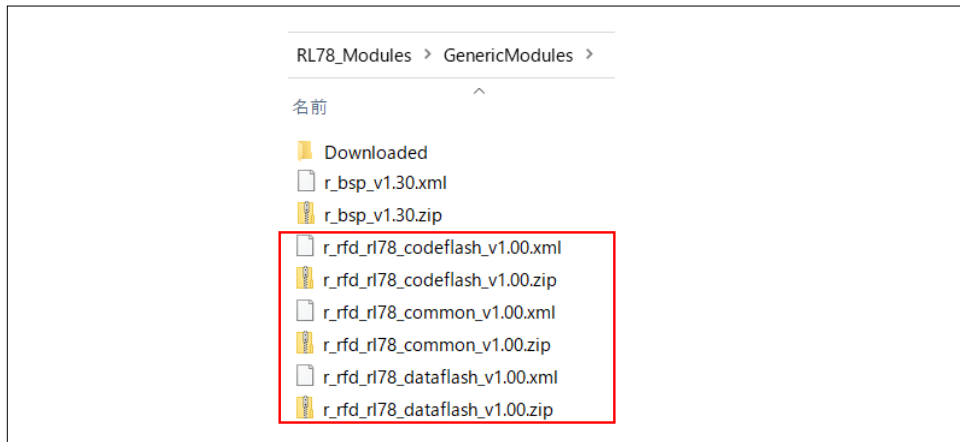 RL78_Modules > GenericModules >
名前
Downloaded
r_bsp_v1.30.xml
r_bsp_v1.30.zip
r_rfd_rl78_codeflash_v1.00.xml
r_rfd_rl78_codeflash_v1.00.zip
r_rfd_rl78_common_v1.00.xml
r_rfd_rl78_common_v1.00.zip
r_rfd_rl78_dataflash_v1.00.xml
r_rfd_rl78_dataflash_v1.00.zip